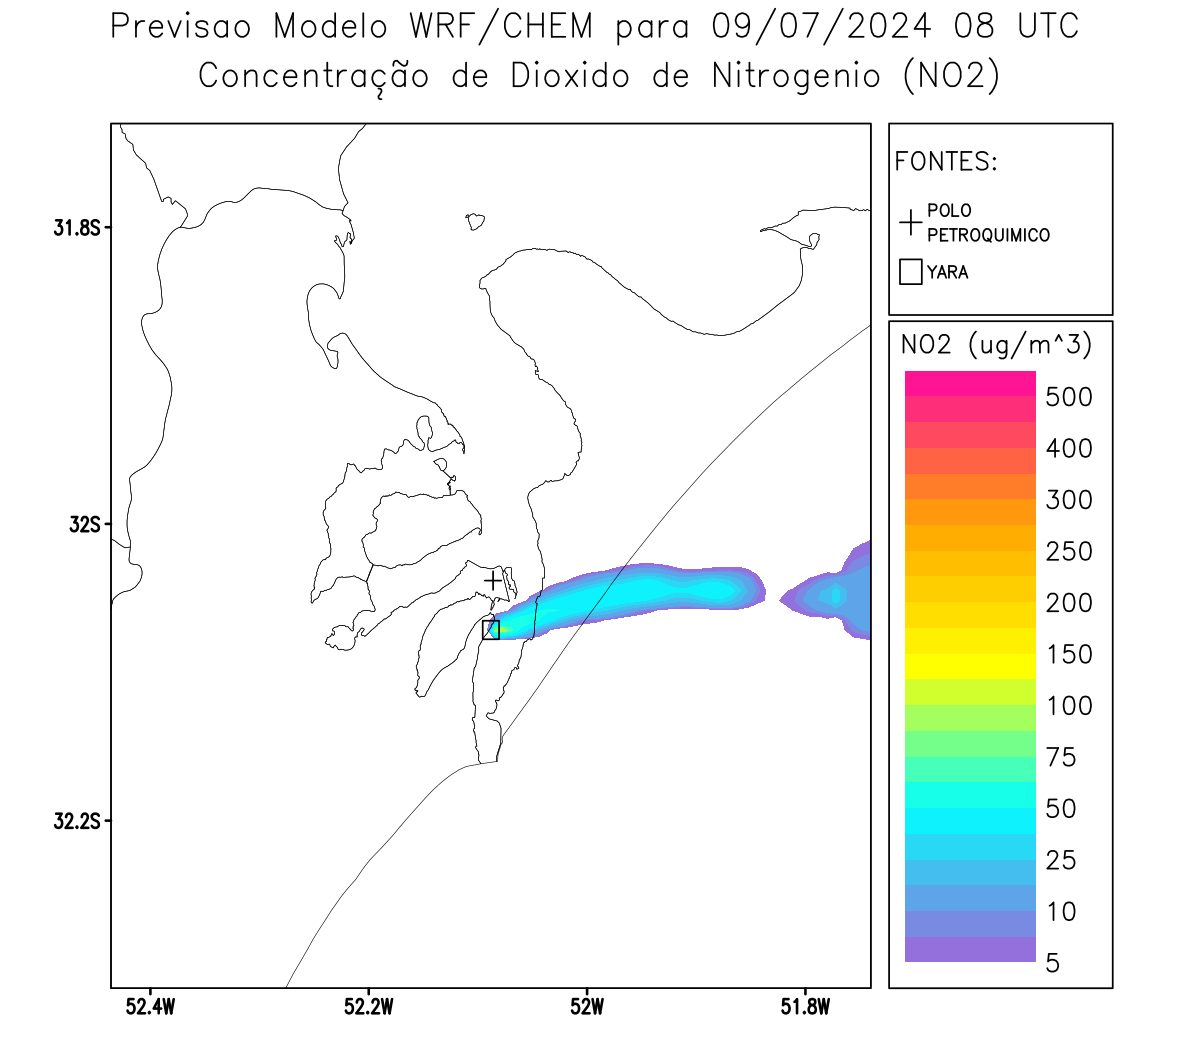 Previsao Modelo WRF/CHEM para 09/07/2024 08 UTC
Concentração de Dioxido de Nitrogenio (NO2)
FONTES:
POLO
PETROQUIMICO
YARA
NO2 (ug/m^3)
500
400
300
250
200
150
100
75
50
25
10
5
31.8S
32S
32.2S
52.4W
52.2W
52W
51.8W